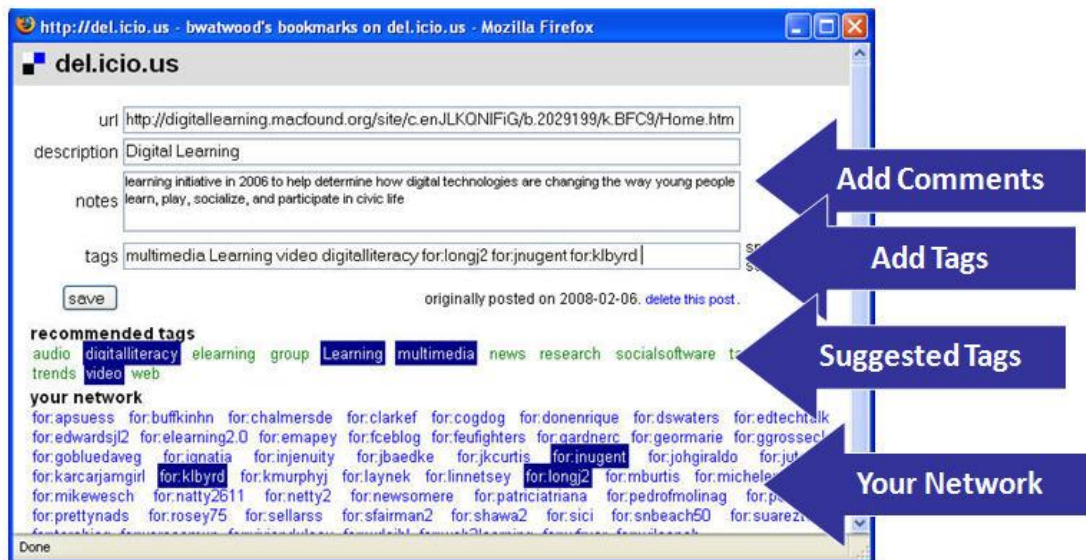 http://del.icio.us - bwatwood's bookmarks on del.icio.us - Mozilla Firefox
del.icio.us
url http://digitallearning.macfound.org/site/c.enJLKQNlFiG/b.2029199/k.BFC9/Home.htm
description Digital Learning
learning initiative in 2006 to help determine how digital technologies are changing the way young people
notes learn, play, socialize, and participate in civic life
Add Comments
tags multimedia Learning video digitalliteracy for:longj2 for:jnugent for:klbyrd
Add Tags
save originally posted on 2008-02-06. delete this post.
recommended tags
audio digitalliteracy elearning group Learning multimedia news research socialsoftware
trends video web
Suggested Tags
your network
for:apsuess for:buffkinhn for:chalmersde for:clarkef for:cogdog for:donenrique for:dswaters for:edtechtalk
for:edwardsjl2 for:elearning2.0 for:emapey for:fceblog for:feufighters for:gardnerc for:geormarie
for:gobluedaveg for:ignatia for:injenuity for:jbaedke for:jkcurtis for:jnugent for:johgiraldo
for:karcarjamgirl for:klbyrd for:kmurphyj for:laynek for:linnetsey for:longj2 for:mburtis
for:mikewesch for:natty2611 for:netty2 for:newsomere for:patriciatriana for:pedrofmolinag
for:prettynads for:rosey75 for:sellarss for:sfairman2 for:shawa2 for:sici for:snbeach50
Your Network
Done